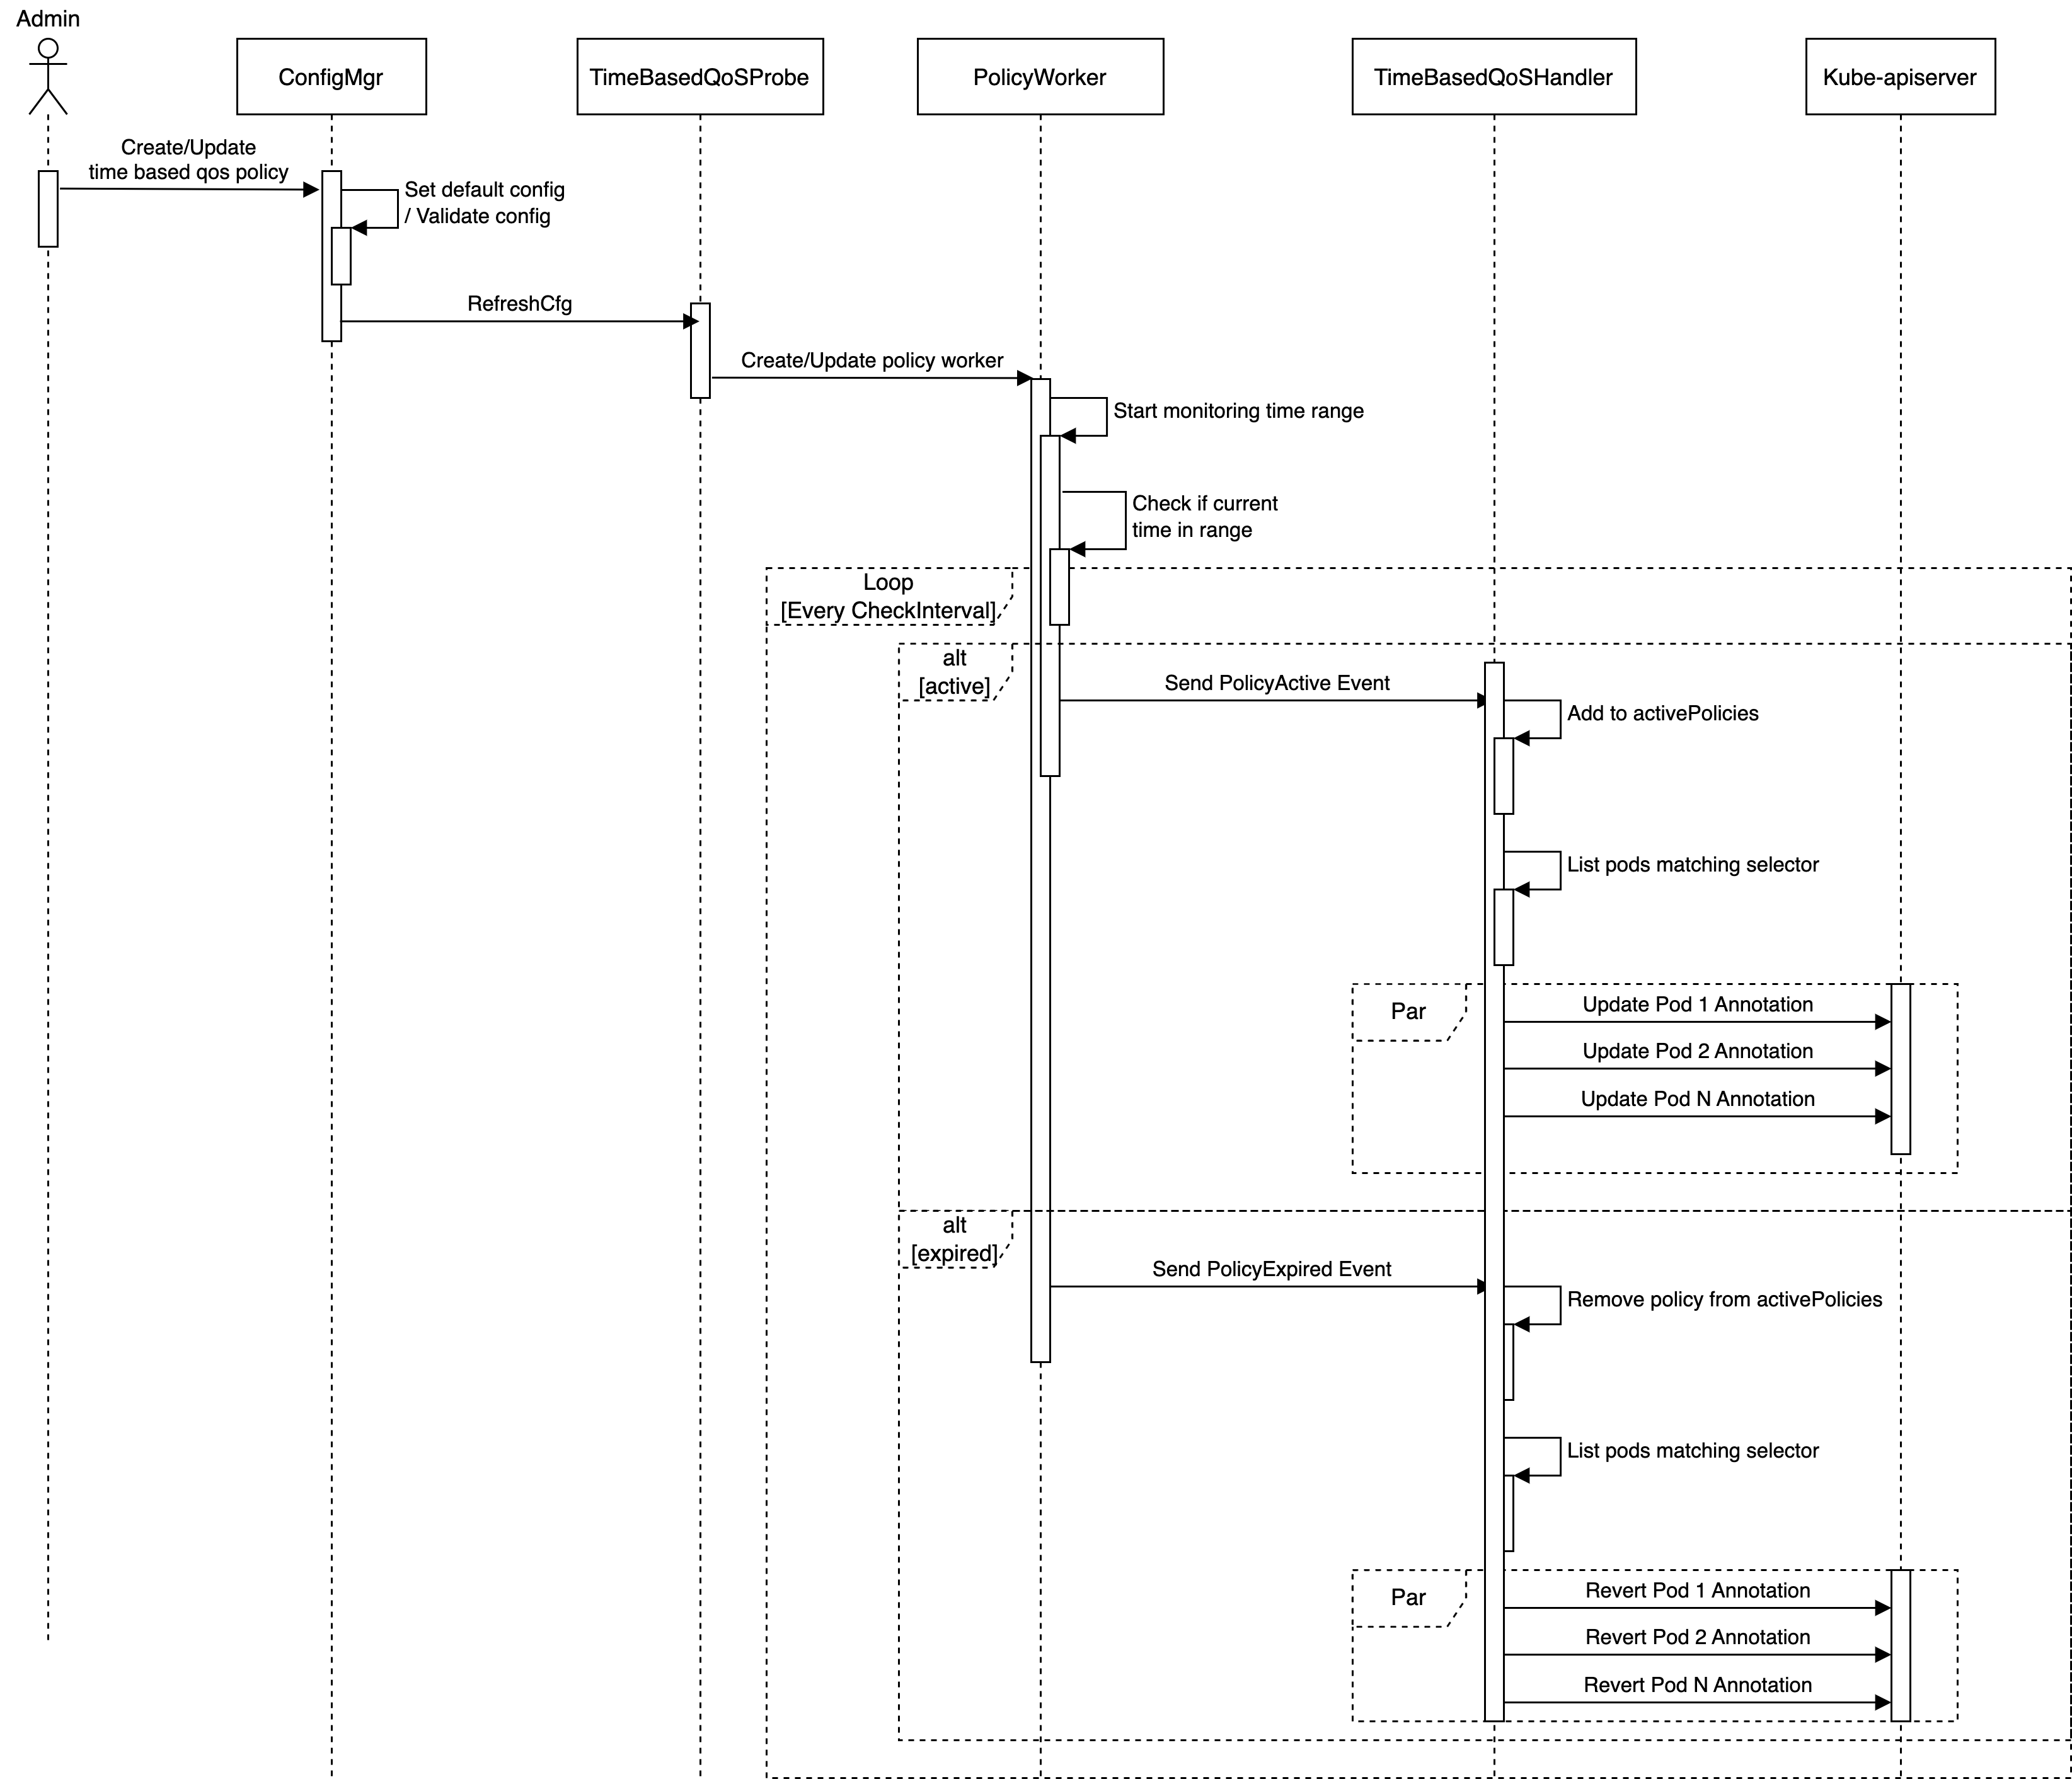 Admin
ConfigMgr
TimeBasedQoSProbe
PolicyWorker
TimeBasedQoSHandler
Kube-apiserver
Create/Update
time based qos policy
Set default config
/ Validate config
RefreshCfg
Create/Update policy worker
Start monitoring time range
Check if current
time in range
Loop
[Every CheckInterval]
alt
[active]
Send PolicyActive Event
Add to activePolicies
List pods matching selector
Par
Update Pod 1 Annotation
Update Pod 2 Annotation
Update Pod N Annotation
alt
[expired]
Send PolicyExpired Event
Remove policy from activePolicies
List pods matching selector
Par
Revert Pod 1 Annotation
Revert Pod 2 Annotation
Revert Pod N Annotation